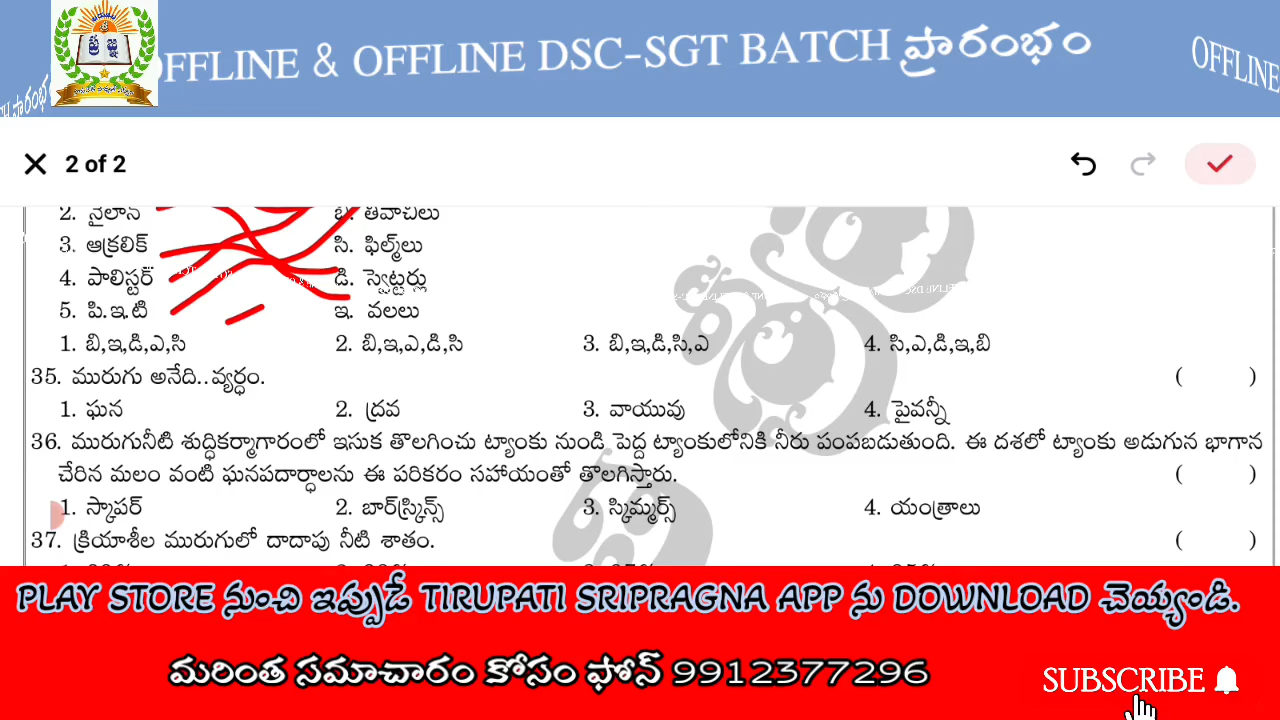 OFFLINE & OFFLINE DSC-SGT BATCH ప్రారంభం
OFFLINE
ప్రజ్ఞ
2 of 2
2. నైలాన్ బి. తివాచీలు
3. ఆక్రలిక్ సి. ఫిల్మ్‌లు
4. పాలిస్టర్ డి. స్వెట్టర్లు
5. పి.ఇ.టి ఇ. వలలు
1. బి,ఇ,డి,ఎ,సి 2. బి,ఇ,ఎ,డి,సి 3. బి,ఇ,డి,సి,ఎ 4. సి,ఎ,డి,ఇ,బి
35. మురుగు అనేది..వ్యర్థం. ( )
1. ఘన 2. ద్రవ 3. వాయువు 4. పైవన్నీ
36. మురుగునీటి శుద్ధికర్మాగారంలో ఇసుక తొలగించు ట్యాంకు నుండి పెద్ద ట్యాంకులోనికి నీరు పంపబడుతుంది. ఈ దశలో ట్యాంకు అడుగున భాగాన
చేరిన మలం వంటి ఘనపదార్ధాలను ఈ పరికరం సహాయంతో తొలగిస్తారు. ( )
1. స్కాపర్ 2. బార్‌స్క్రీన్స్ 3. స్కిమ్మర్స్ 4. యంత్రాలు
37. క్రియాశీల మురుగులో దాదాపు నీటి శాతం. ( )
PLAY STORE నుంచి ఇప్పుడే TIRUPATI SRIPRAGNA APP ను DOWNLOAD చెయ్యండి.
మరింత సమాచారం కోసం ఫోన్ 9912377296
SUBSCRIBE